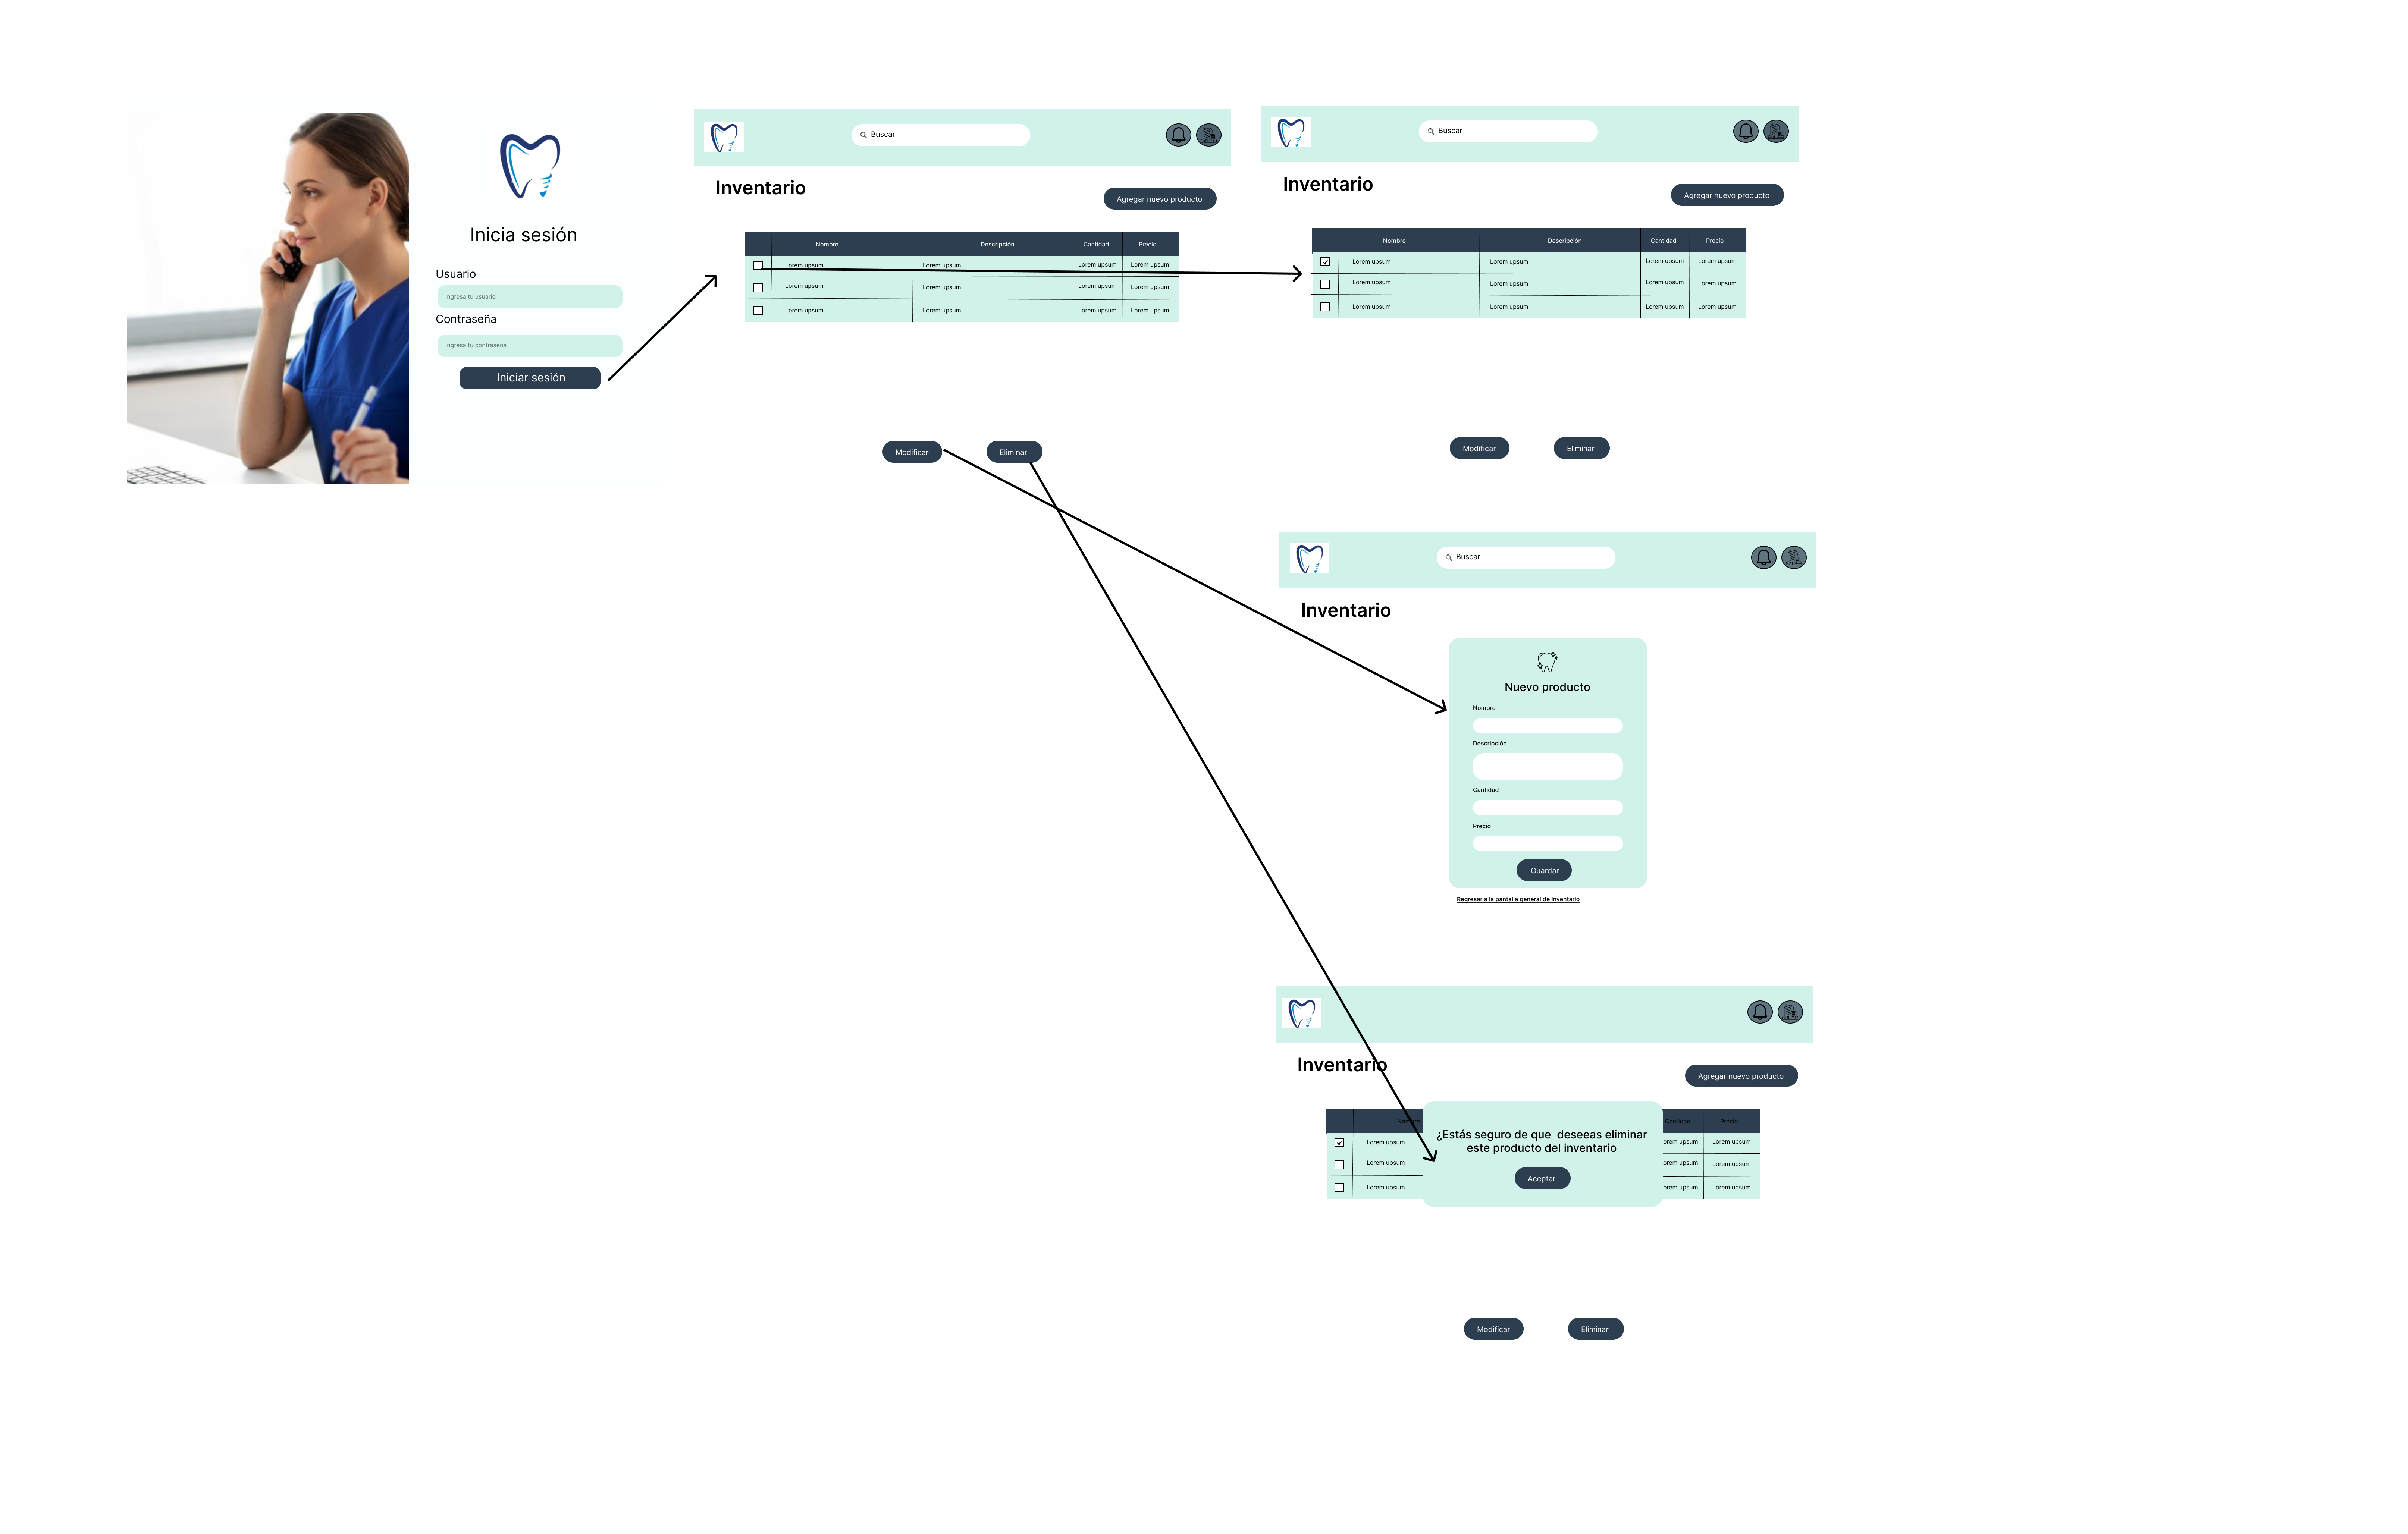 Inicia sesión
Usuario
Ingresa tu usuario
Contraseña
Ingresa tu contraseña
Iniciar sesión
Buscar
Inventario
Agregar nuevo producto
Nombre Descripción Cantidad Precio
Lorem upsum Lorem upsum Lorem upsum Lorem upsum
Lorem upsum Lorem upsum Lorem upsum Lorem upsum
Lorem upsum Lorem upsum Lorem upsum Lorem upsum
Modificar Eliminar
Buscar
Inventario
Agregar nuevo producto
Nombre Descripción Cantidad Precio
Lorem upsum Lorem upsum Lorem upsum Lorem upsum
Lorem upsum Lorem upsum Lorem upsum Lorem upsum
Lorem upsum Lorem upsum Lorem upsum Lorem upsum
Modificar Eliminar
Buscar
Inventario
Nuevo producto
Nombre
Descripción
Cantidad
Precio
Guardar
Regresar a la pantalla general de inventario
Inventario
Agregar nuevo producto
Nombre Cantidad Precio
Lorem upsum orem upsum Lorem upsum
Lorem upsum orem upsum Lorem upsum
Lorem upsum orem upsum Lorem upsum
¿Estás seguro de que deseeas eliminar
este producto del inventario
Aceptar
Modificar Eliminar